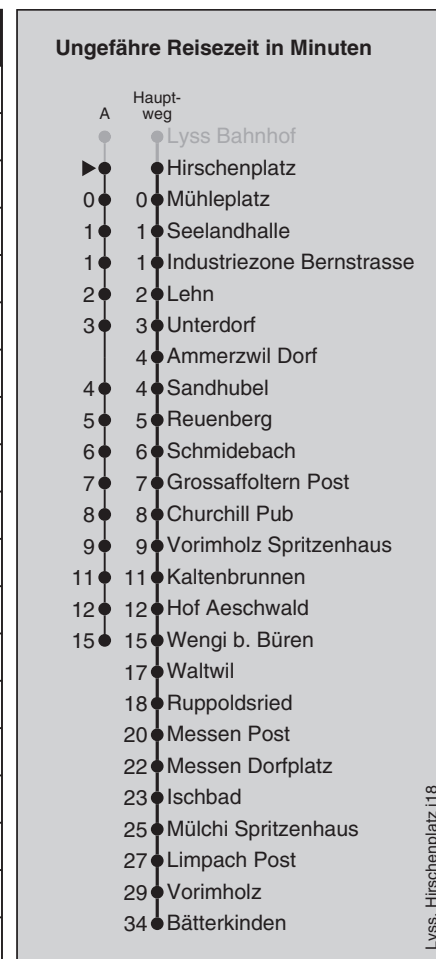 Ungefähre Reisezeit in Minuten
A Haupt-
weg
Lyss Bahnhof
Hirschenplatz
0 0 Mühleplatz
1 1 Seelandhalle
1 1 Industriezone Bernstrasse
2 2 Lehn
3 3 Unterdorf
4 Ammerzwil Dorf
4 4 Sandhubel
5 5 Reuenberg
6 6 Schmidebach
7 7 Grossaffoltern Post
8 8 Churchill Pub
9 9 Vorimholz Spritzenhaus
11 11 Kaltenbrunnen
12 12 Hof Aeschwald
15 15 Wengi b. Büren
17 Waltwil
18 Ruppoldsried
20 Messen Post
22 Messen Dorfplatz
23 Ischbad
25 Mülchi Spritzenhaus
27 Limpach Post
29 Vorimholz
34 Bätterkinden
Lyss, Hirschenplatz j18